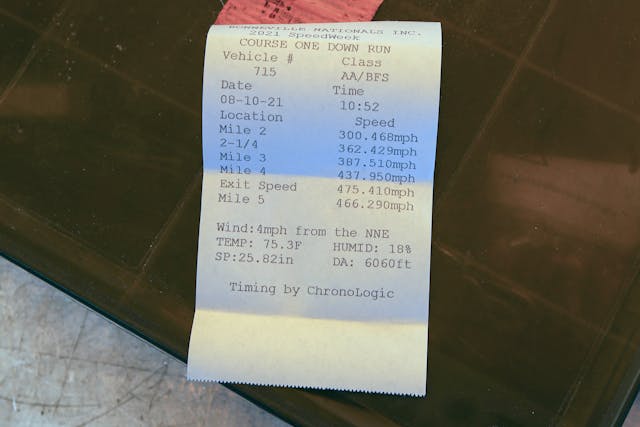 BONNEVILLE NATIONALS INC.
2021 SpeedWeek
COURSE ONE DOWN RUN
Vehicle # Class
715 AA/BFS
Date Time
08-10-21 10:52
Location Speed
Mile 2 300.468mph
2-1/4 362.429mph
Mile 3 387.510mph
Mile 4 437.950mph
Exit Speed 475.410mph
Mile 5 466.290mph
Wind:4mph from the NNE
TEMP: 75.3F HUMID: 18%
SP:25.82in DA: 6060ft
Timing by ChronoLogic